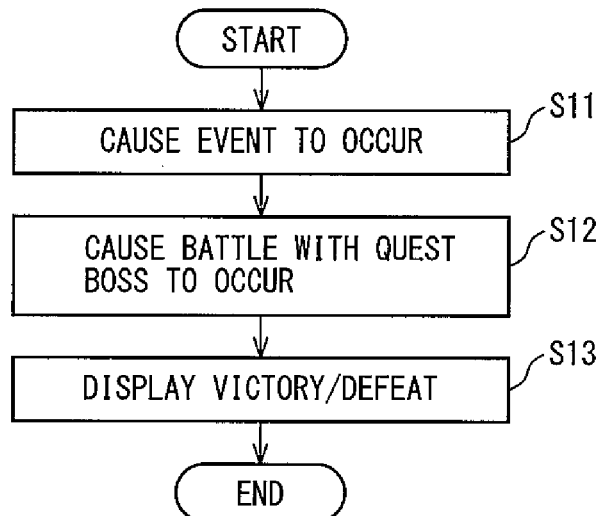 START
S11
CAUSE EVENT TO OCCUR
S12
CAUSE BATTLE WITH QUEST
BOSS TO OCCUR
S13
DISPLAY VICTORY/DEFEAT
END